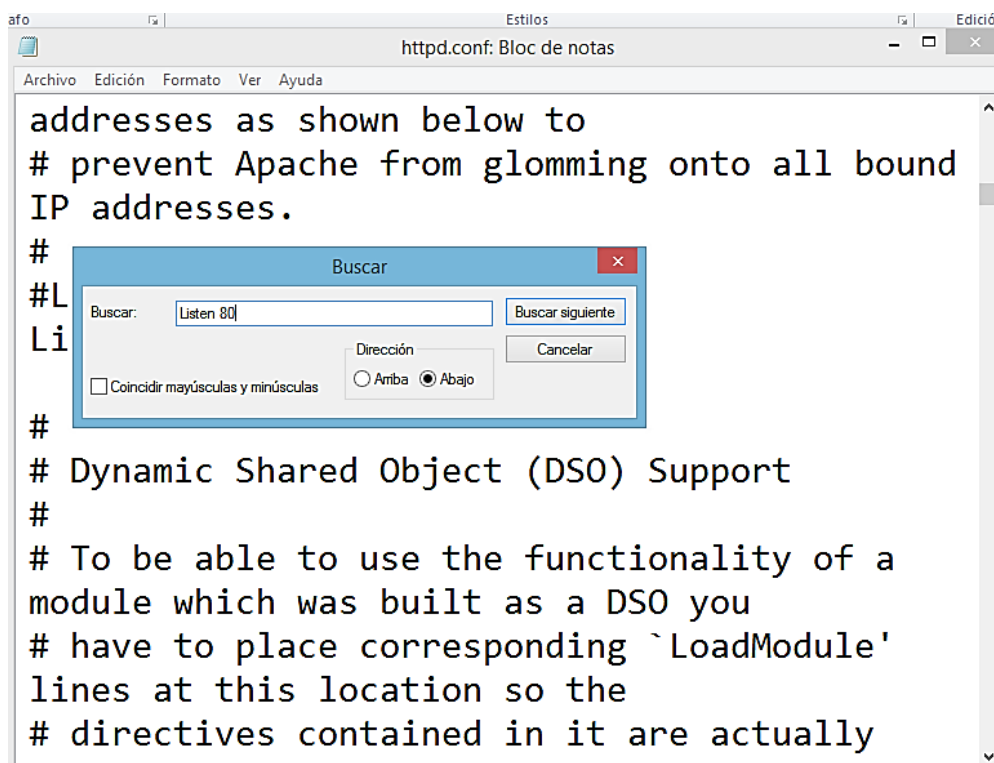 afo Estilos Edició
httpd.conf: Bloc de notas
Archivo Edición Formato Ver Ayuda
addresses as shown below to
# prevent Apache from glomming onto all bound
IP addresses.
#
Buscar
#L
Buscar: Listen 80 Buscar siguiente
Li
Dirección Cancelar
Coincidir mayúsculas y minúsculas Arriba Abajo
#
# Dynamic Shared Object (DSO) Support
#
# To be able to use the functionality of a
module which was built as a DSO you
# have to place corresponding `LoadModule'
lines at this location so the
# directives contained in it are actually